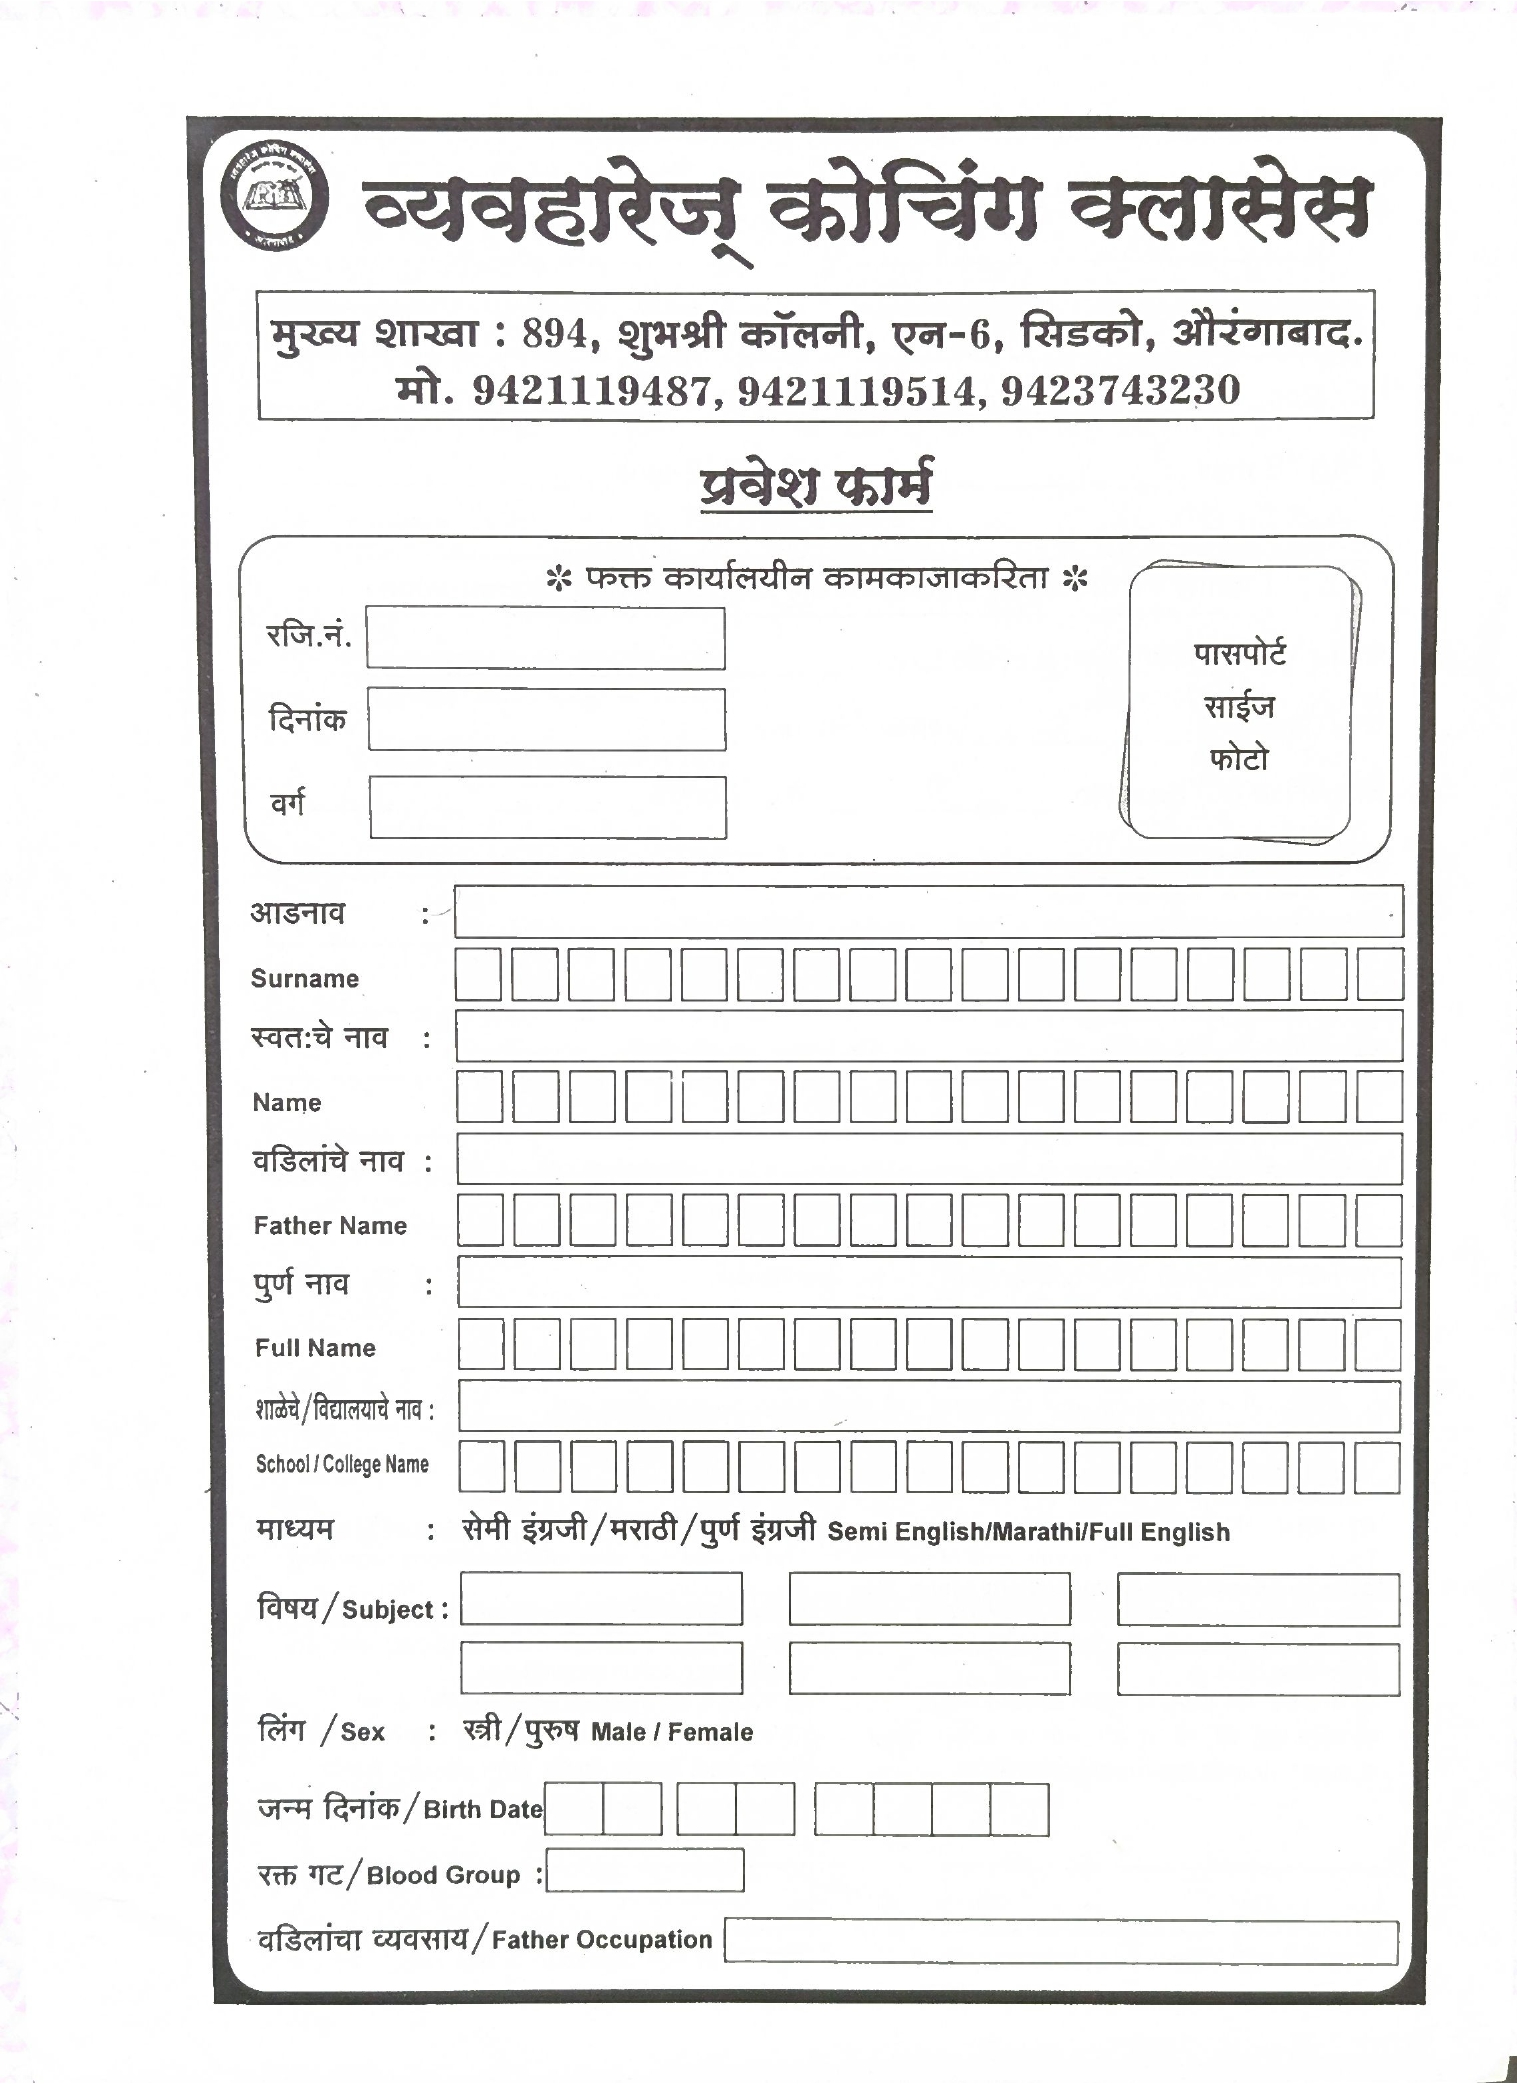 व्यवहारेज् कोचिंग क्लासेस
मुख्य शाखा : 894, शुभश्री कॉलनी, एन-6, सिडको, औरंगाबाद.
मो. 9421119487, 9421119514, 9423743230
प्रवेश फार्म
* फक्त कार्यालयीन कामकाजाकरिता *
रजि.नं.
दिनांक
वर्ग
पासपोर्ट
साईज
फोटो
आडनाव :
Surname
स्वत:चे नाव :
Name
वडिलांचे नाव :
Father Name
पुर्ण नाव :
Full Name
शाळेचे/विद्यालयाचे नाव :
School / College Name
माध्यम : सेमी इंग्रजी/मराठी/पुर्ण इंग्रजी Semi English/Marathi/Full English
विषय/Subject :
लिंग /Sex : स्त्री/पुरुष Male / Female
जन्म दिनांक/Birth Date
रक्त गट/Blood Group :
वडिलांचा व्यवसाय/Father Occupation